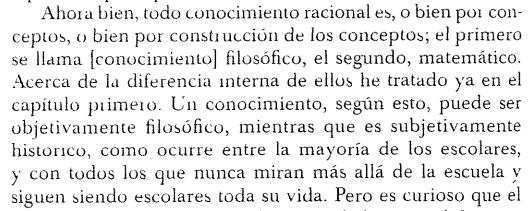 Ahora bien, todo conocimiento racional es, o bien por con-
ceptos, o bien por construcción de los conceptos; el primero
se llama [conocimiento] filosófico, el segundo, matemático.
Acerca de la diferencia interna de ellos he tratado ya en el
capítulo primero. Un conocimiento, según esto, puede ser
objetivamente filosófico, mientras que es subjetivamente
historico, como ocurre entre la mayoría de los escolares,
y con todos los que nunca miran más allá de la escuela y
siguen siendo escolares toda su vida. Pero es curioso que el